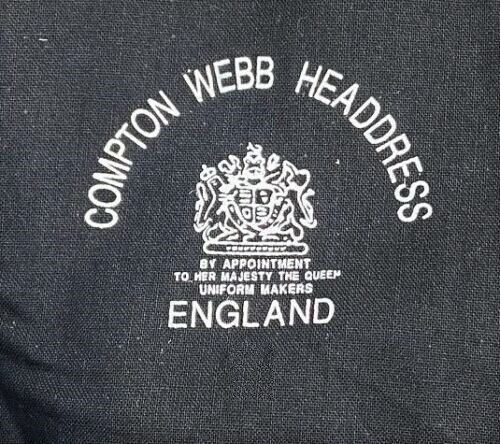 COMPTON WEBB HEADDRESS
BY APPOINTMENT
TO HER MAJESTY THE QUEEN
UNIFORM MAKERS
ENGLAND